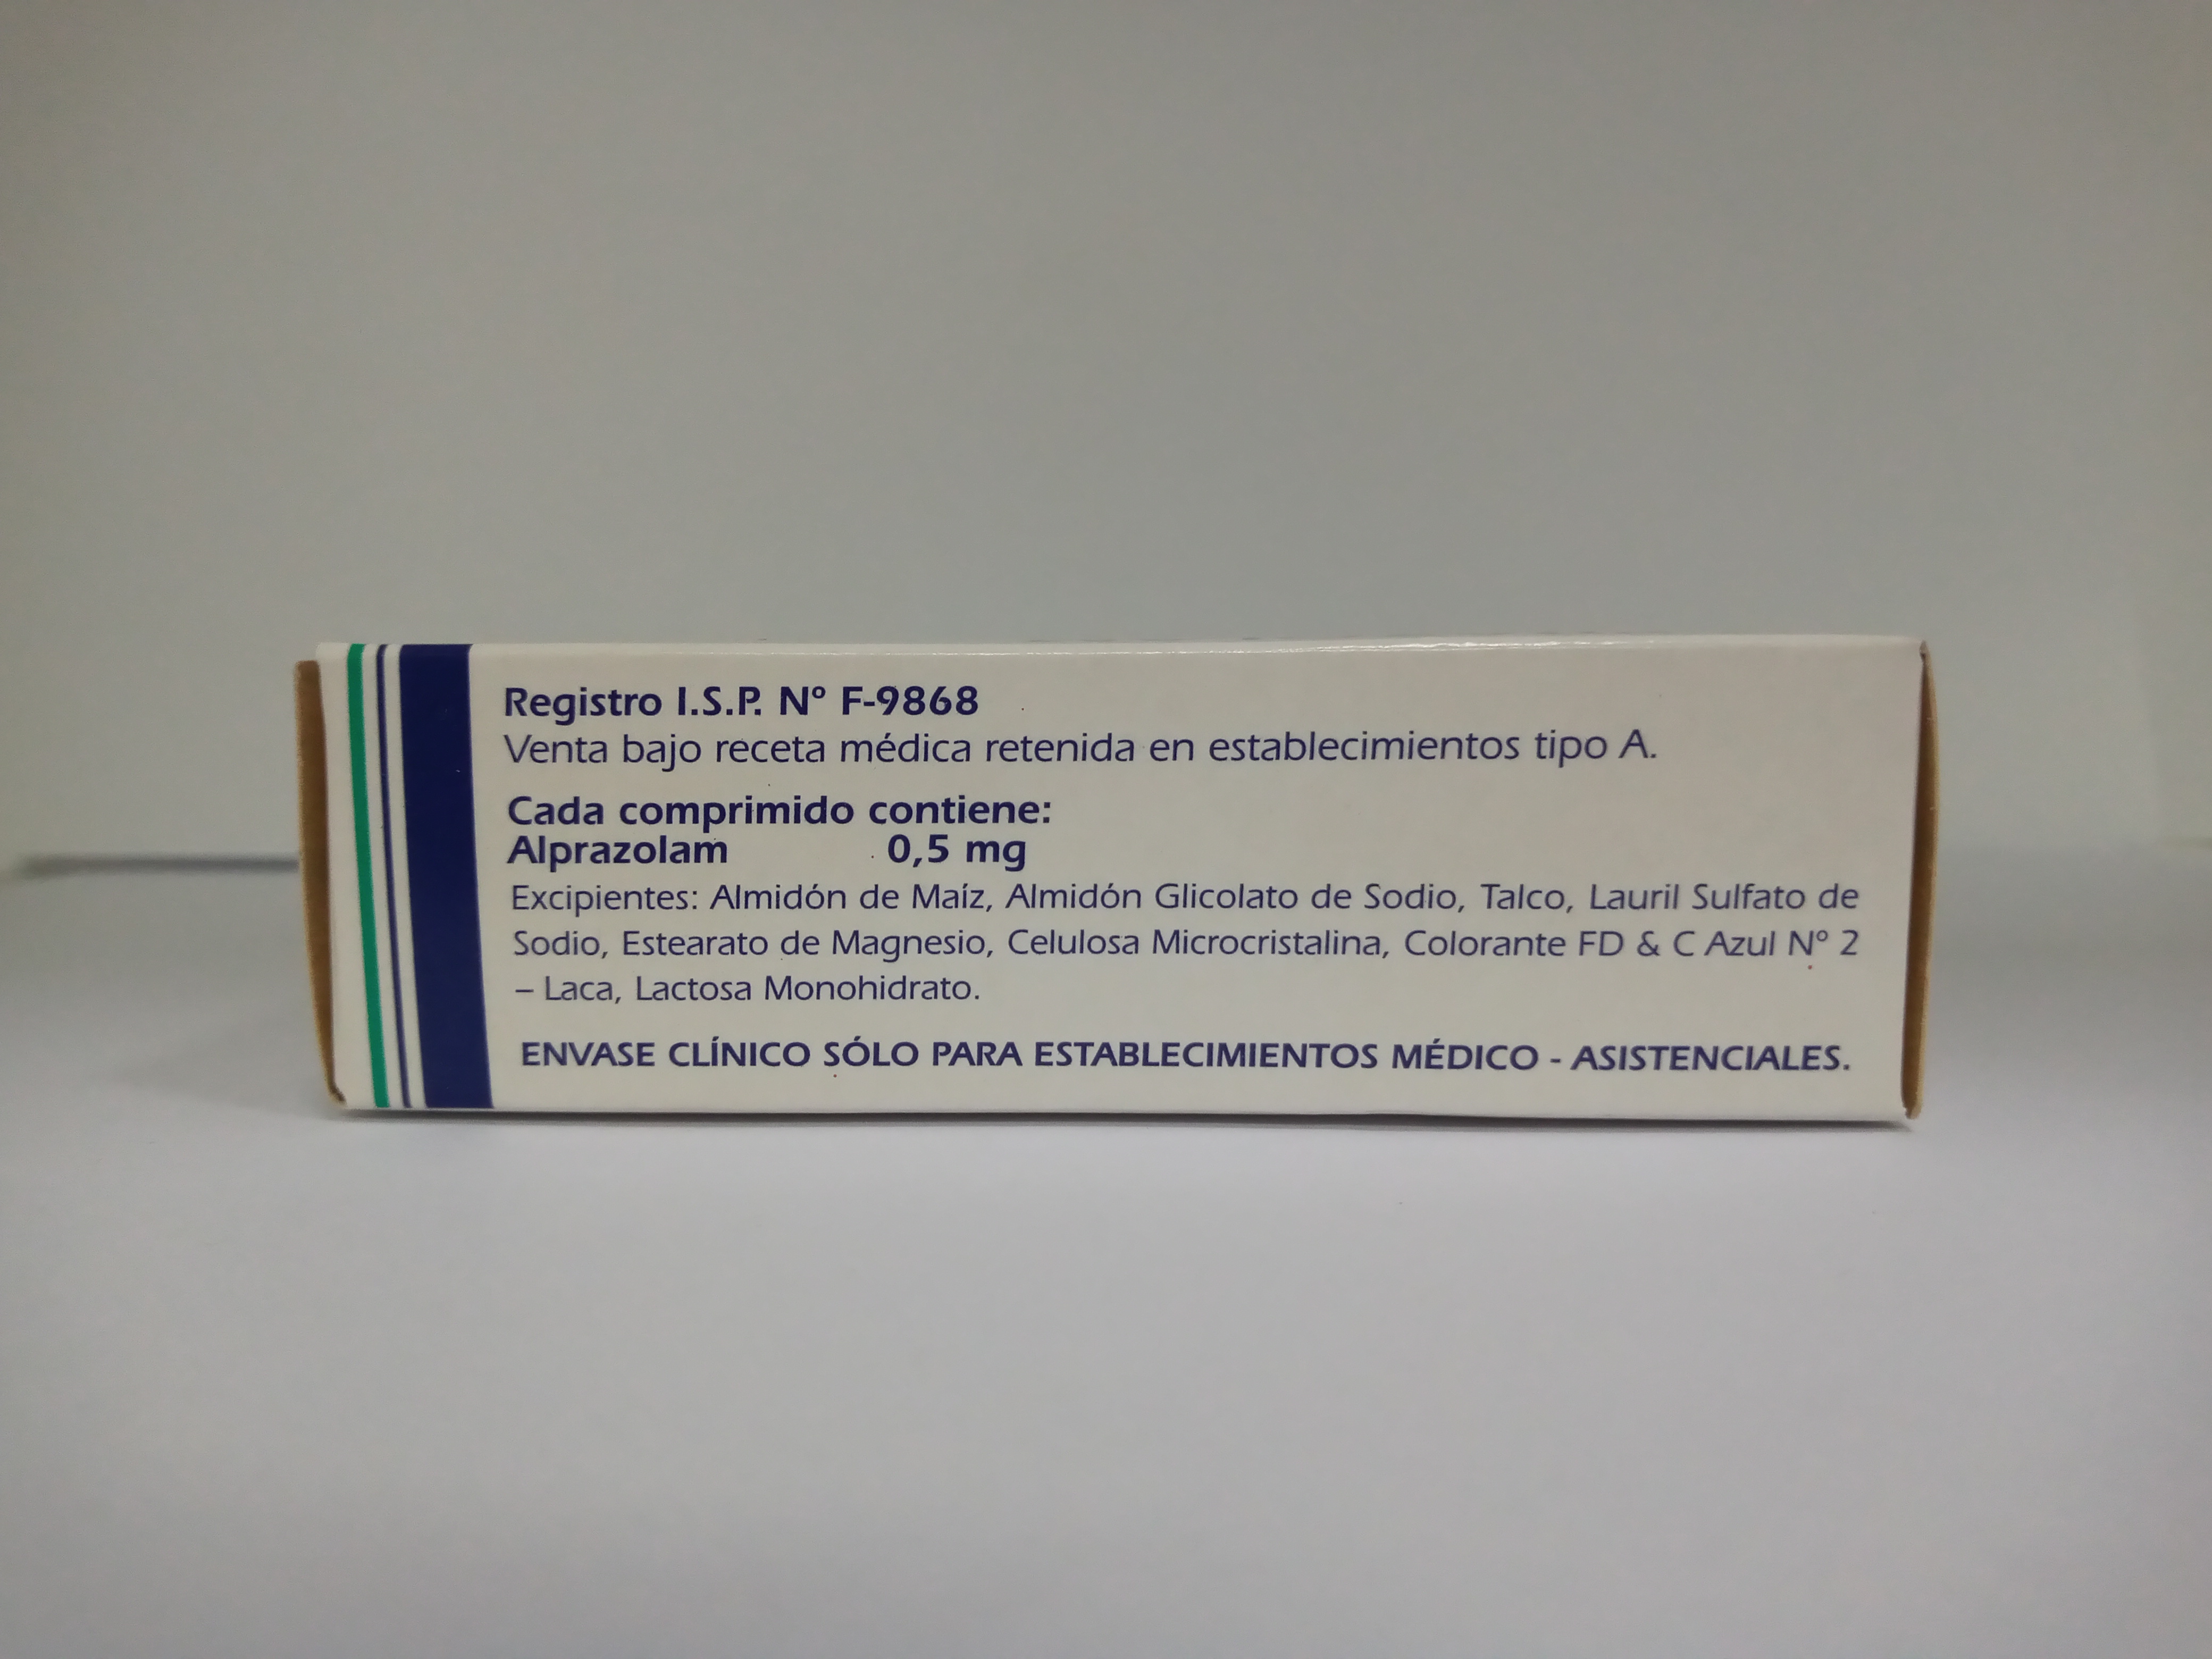 Registro I.S.P. Nº F-9868
Venta bajo receta médica retenida en establecimientos tipo A.
Cada comprimido contiene:
Alprazolam 0,5 mg
Excipientes: Almidón de Maíz, Almidón Glicolato de Sodio, Talco, Lauril Sulfato de
Sodio, Estearato de Magnesio, Celulosa Microcristalina, Colorante FD & C Azul Nº 2
– Laca, Lactosa Monohidrato.
ENVASE CLÍNICO SÓLO PARA ESTABLECIMIENTOS MÉDICO - ASISTENCIALES.